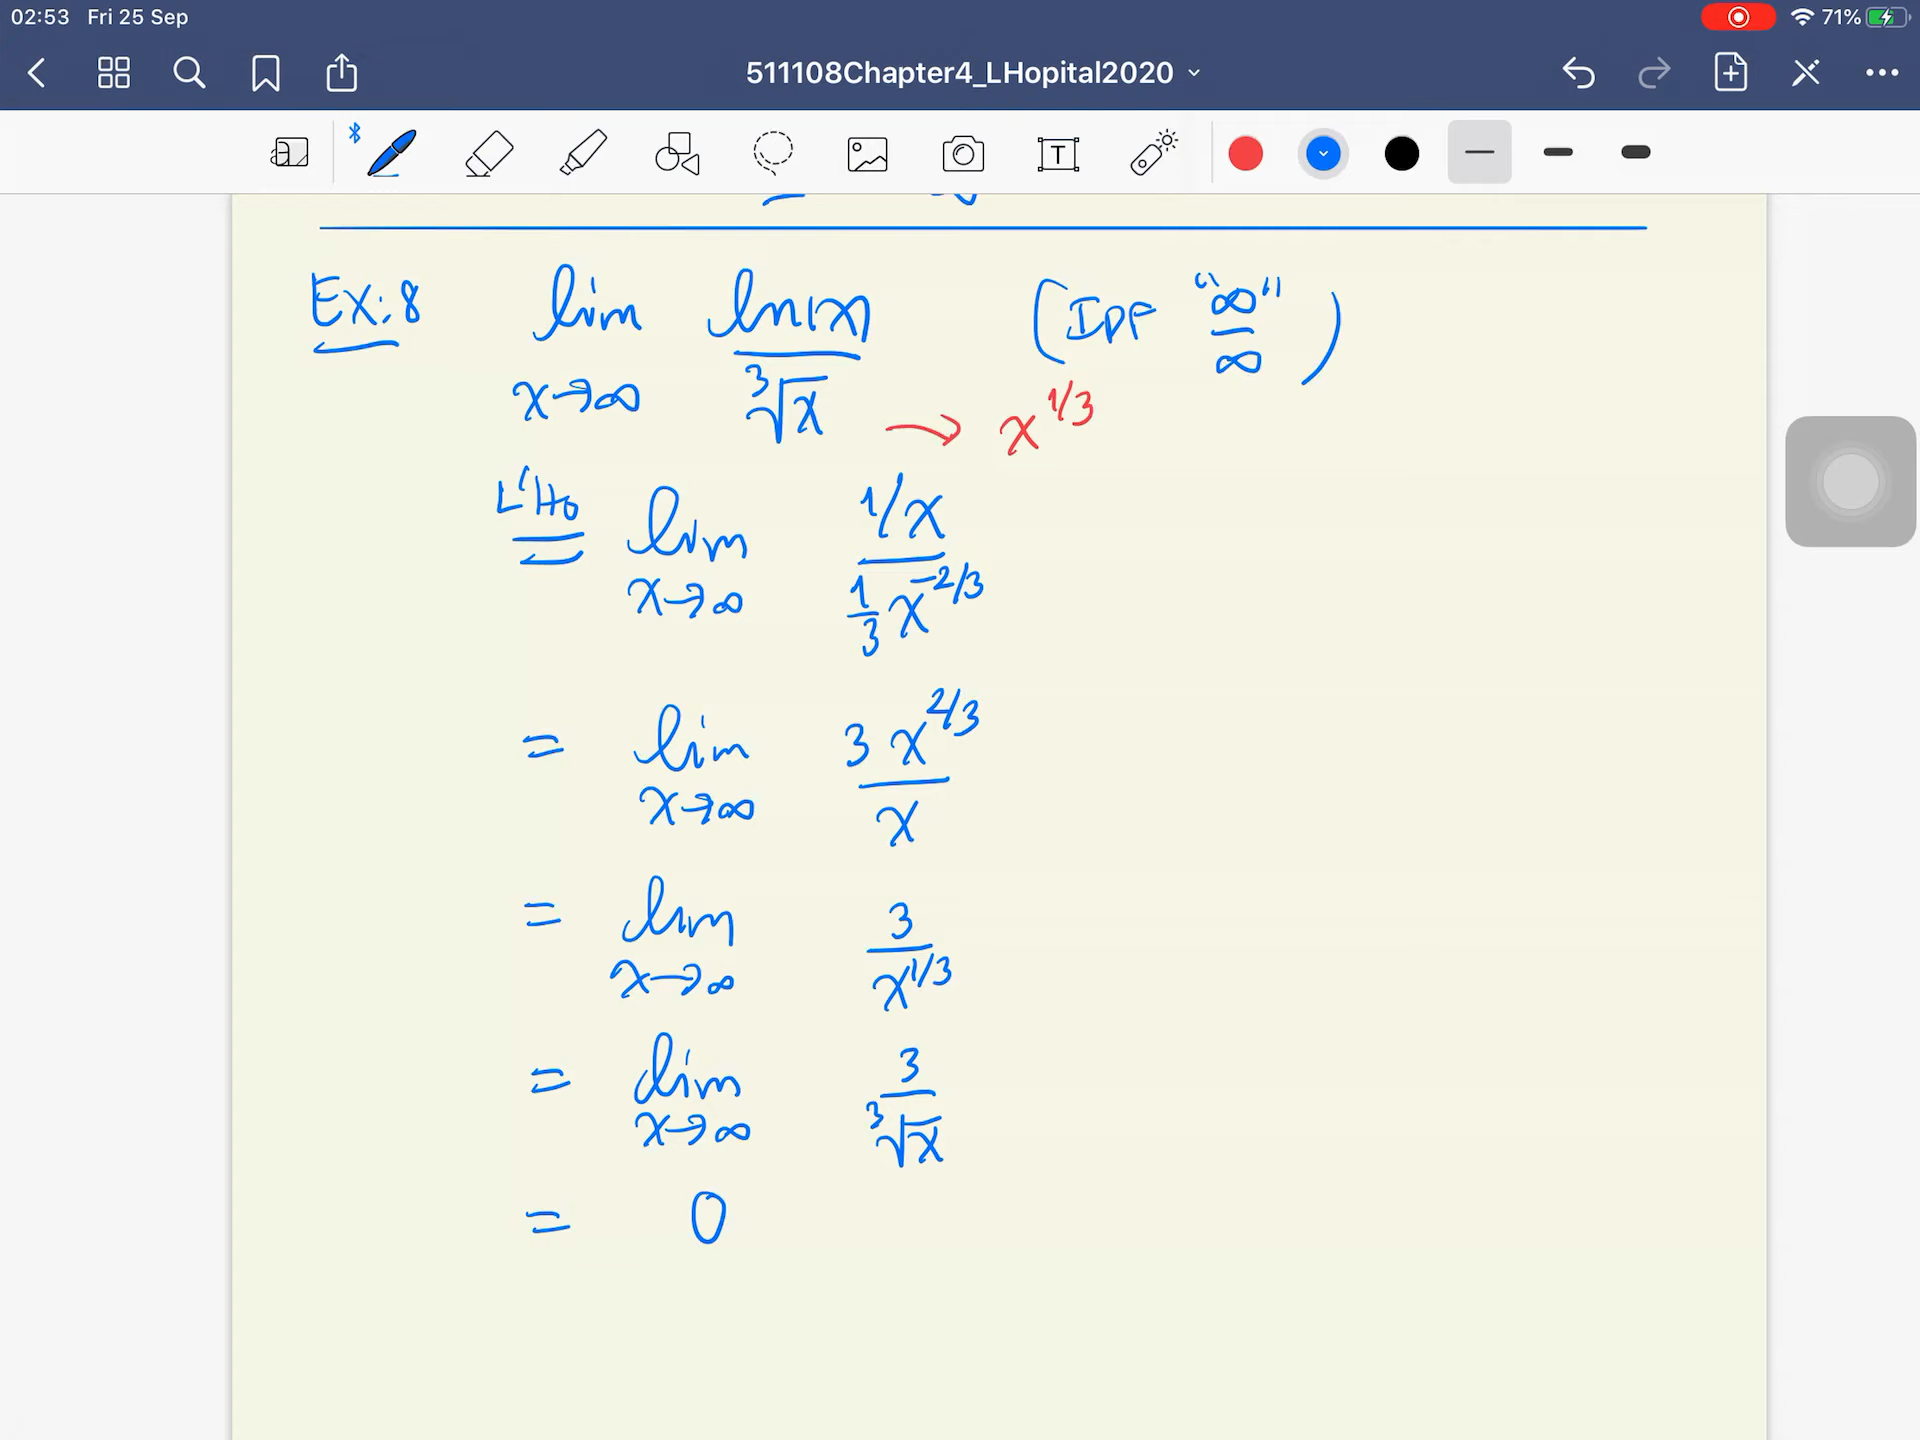 02:53 Fri 25 Sep 71%
511108Chapter4_LHopital2020
a T
Ex: 8 lim x→∞ ln(x) / ∛x (IDF "∞/∞")
→ x^1/3
L'Ho = lim x→∞ (1/x) / (1/3 x^-2/3)
= lim x→∞ 3 x^2/3 / x
= lim x→∞ 3 / x^1/3
= lim x→∞ 3 / ∛x
= 0